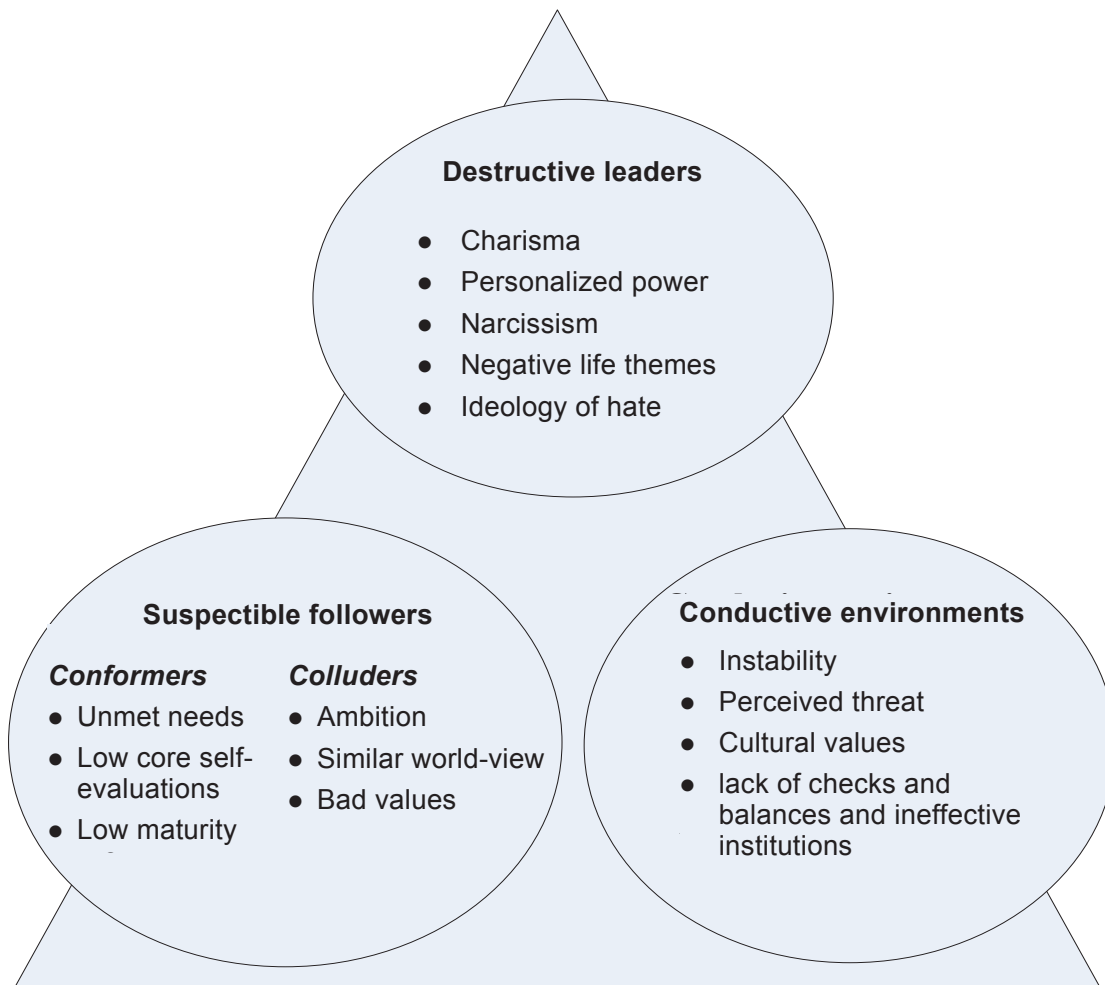 Destructive leaders
● Charisma
● Personalized power
● Narcissism
● Negative life themes
● Ideology of hate
Suspectible followers
Conformers
● Unmet needs
● Low core self-
evaluations
● Low maturity
Colluders
● Ambition
● Similar world-view
● Bad values
Conductive environments
● Instability
● Perceived threat
● Cultural values
● lack of checks and
balances and ineffective
institutions